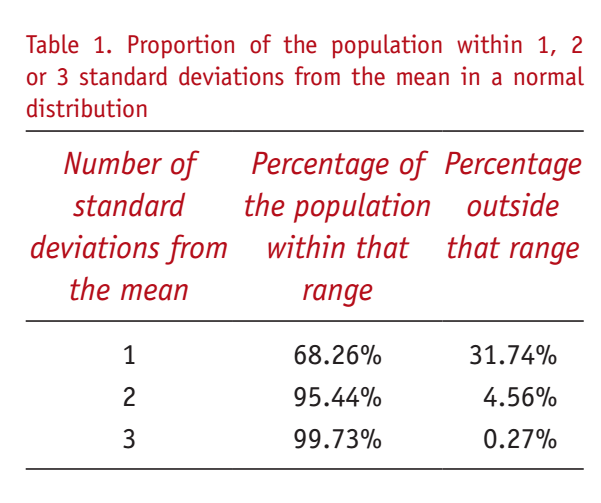 Table 1. Proportion of the population within 1, 2
or 3 standard deviations from the mean in a normal
distribution
Number of Percentage of Percentage
standard the population outside
deviations from within that that range
the mean range
1 68.26% 31.74%
2 95.44% 4.56%
3 99.73% 0.27%